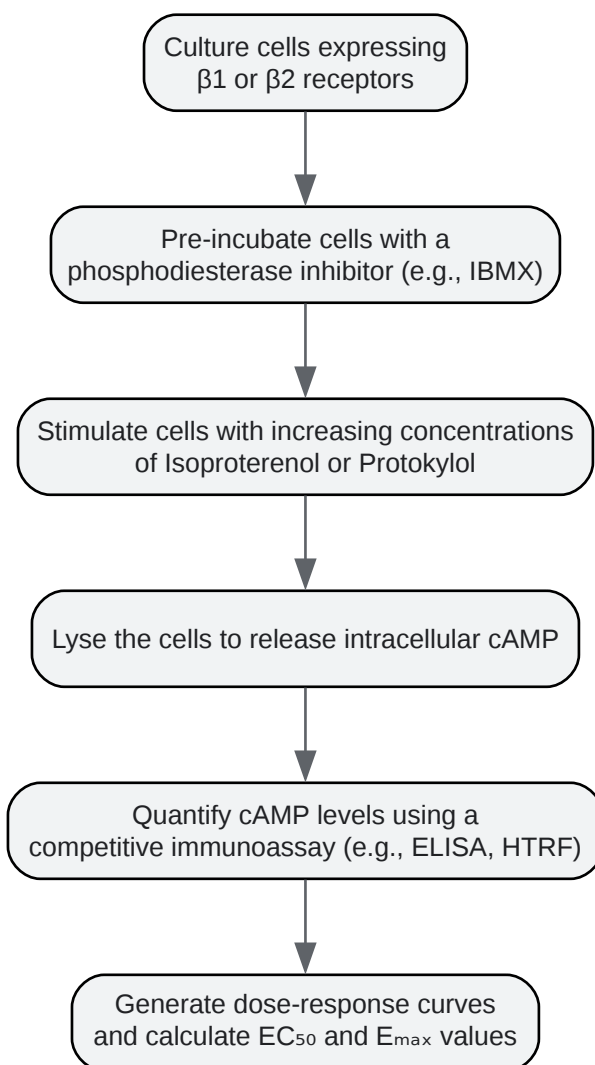 Culture cells expressing
β1 or β2 receptors
Pre-incubate cells with a
phosphodiesterase inhibitor (e.g., IBMX)
Stimulate cells with increasing concentrations
of Isoproterenol or Protokylol
Lyse the cells to release intracellular cAMP
Quantify cAMP levels using a
competitive immunoassay (e.g., ELISA, HTRF)
Generate dose-response curves
and calculate EC₅₀ and Eₘₐₓ values